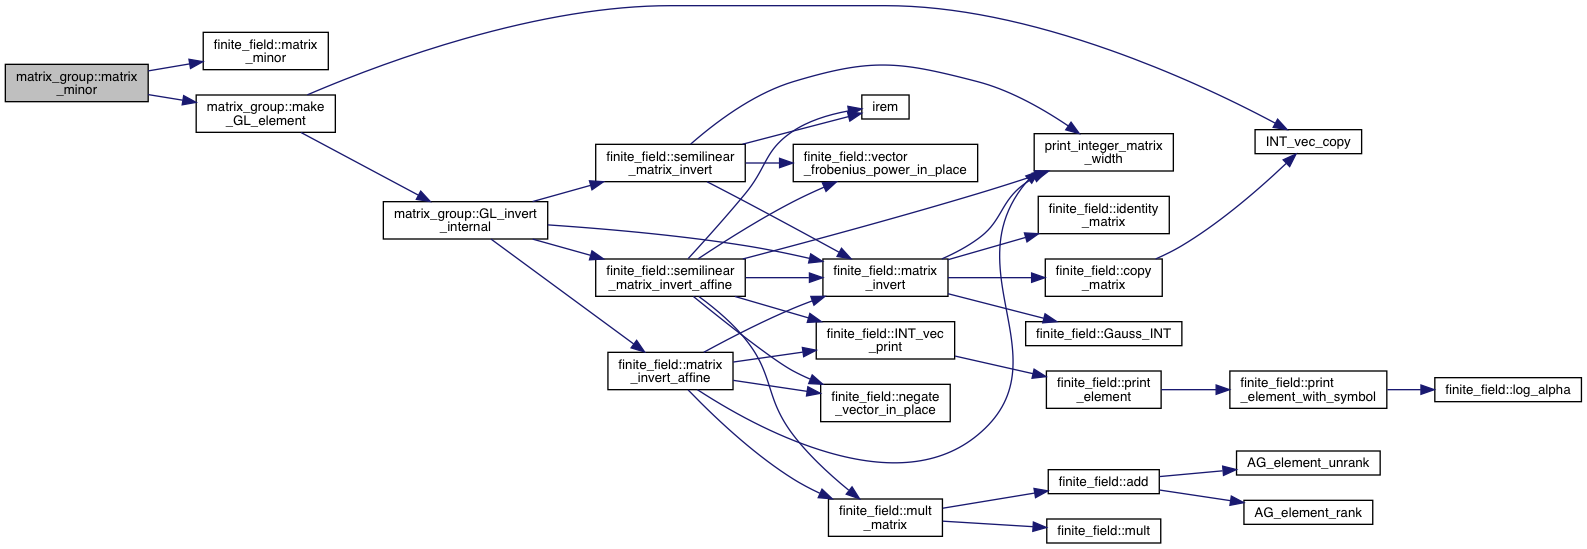 matrix_group::matrix
_minor
finite_field::matrix
_minor
matrix_group::make
_GL_element
matrix_group::GL_invert
_internal
finite_field::semilinear
_matrix_invert
finite_field::semilinear
_matrix_invert_affine
finite_field::matrix
_invert_affine
irem
finite_field::vector
_frobenius_power_in_place
finite_field::matrix
_invert
finite_field::INT_vec
_print
finite_field::negate
_vector_in_place
finite_field::mult
_matrix
print_integer_matrix
_width
finite_field::identity
_matrix
finite_field::copy
_matrix
finite_field::Gauss_INT
finite_field::print
_element
finite_field::add
finite_field::mult
INT_vec_copy
finite_field::print
_element_with_symbol
AG_element_unrank
AG_element_rank
finite_field::log_alpha